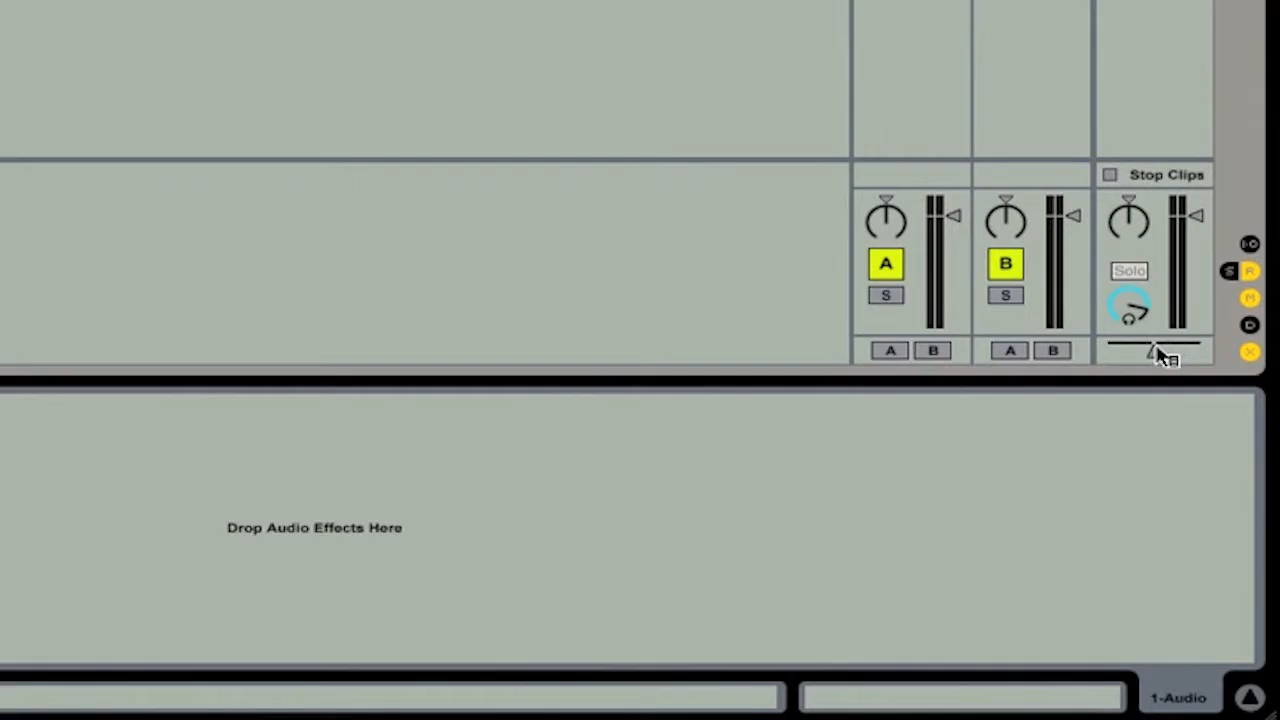 Stop Clips
I·O
A
B
S
S
Solo
S
R
M
D
X
A
B
A
B
Drop Audio Effects Here
1-Audio